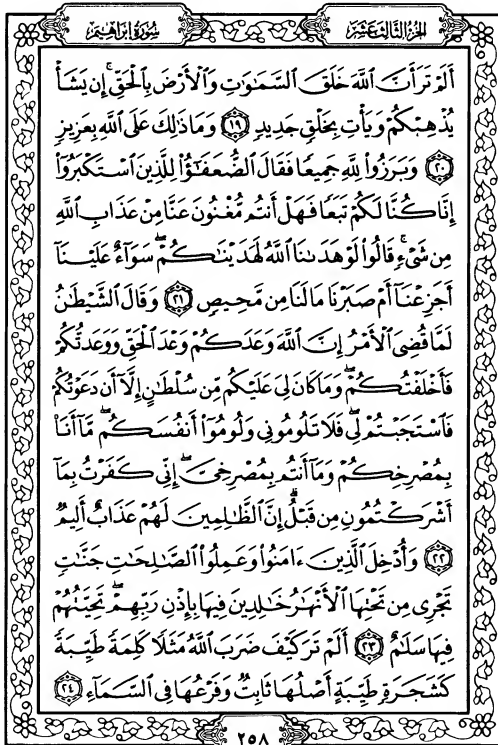 الجزء الثالث عشر
سورة إبراهيم
أَلَمْ تَرَ أَنَّ ٱللَّهَ خَلَقَ ٱلسَّمَٰوَٰتِ وَٱلْأَرْضَ بِٱلْحَقِّ ۚ إِن يَشَأْ
يُذْهِبْكُمْ وَيَأْتِ بِخَلْقٍ جَدِيدٍ ١٩ وَمَا ذَٰلِكَ عَلَى ٱللَّهِ بِعَزِيزٍ
٢٠ وَبَرَزُوا۟ لِلَّهِ جَمِيعًا فَقَالَ ٱلضُّعَفَٰٓؤُا۟ لِلَّذِينَ ٱسْتَكْبَرُوٓا۟
إِنَّا كُنَّا لَكُمْ تَبَعًا فَهَلْ أَنتُم مُّغْنُونَ عَنَّا مِنْ عَذَابِ ٱللَّهِ
مِن شَىْءٍ ۚ قَالُوا۟ لَوْ هَدَىٰنَا ٱللَّهُ لَهَدَيْنَٰكُمْ ۖ سَوَآءٌ عَلَيْنَآ
أَجَزِعْنَآ أَمْ صَبَرْنَا مَا لَنَا مِن مَّحِيصٍ ٢١ وَقَالَ ٱلشَّيْطَٰنُ
لَمَّا قُضِىَ ٱلْأَمْرُ إِنَّ ٱللَّهَ وَعَدَكُمْ وَعْدَ ٱلْحَقِّ وَوَعَدتُّكُمْ
فَأَخْلَفْتُكُمْ ۖ وَمَا كَانَ لِىَ عَلَيْكُم مِّن سُلْطَٰنٍ إِلَّآ أَن دَعَوْتُكُمْ
فَٱسْتَجَبْتُمْ لِى ۖ فَلَا تَلُومُونِى وَلُومُوٓا۟ أَنفُسَكُم ۖ مَّآ أَنَا۠
بِمُصْرِخِكُمْ وَمَآ أَنتُم بِمُصْرِخِىَّ ۖ إِنِّى كَفَرْتُ بِمَآ
أَشْرَكْتُمُونِ مِن قَبْلُ ۗ إِنَّ ٱلظَّٰلِمِينَ لَهُمْ عَذَابٌ أَلِيمٌ
٢٢ وَأُدْخِلَ ٱلَّذِينَ ءَامَنُوا۟ وَعَمِلُوا۟ ٱلصَّٰلِحَٰتِ جَنَّٰتٍ
تَجْرِى مِن تَحْتِهَا ٱلْأَنْهَٰرُ خَٰلِدِينَ فِيهَا بِإِذْنِ رَبِّهِمْ ۖ تَحِيَّتُهُمْ
فِيهَا سَلَٰمٌ ٢٣ أَلَمْ تَرَ كَيْفَ ضَرَبَ ٱللَّهُ مَثَلًا كَلِمَةً طَيِّبَةً
كَشَجَرَةٍ طَيِّبَةٍ أَصْلُهَا ثَابِتٌ وَفَرْعُهَا فِى ٱلسَّمَآءِ ٢٤
٢٥٨